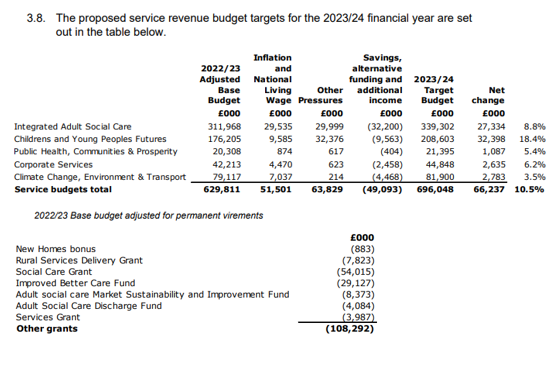 3.8. The proposed service revenue budget targets for the 2023/24 financial year are set
out in the table below.
Inflation Savings,
2022/23 and alternative
Adjusted National funding and 2023/24
Base Living Other additional Target Net
Budget Wage Pressures income Budget change
£000 £000 £000 £000 £000 £000
Integrated Adult Social Care 311,968 29,535 29,999 (32,200) 339,302 27,334 8.8%
Childrens and Young Peoples Futures 176,205 9,585 32,376 (9,563) 208,603 32,398 18.4%
Public Health, Communities & Prosperity 20,308 874 617 (404) 21,395 1,087 5.4%
Corporate Services 42,213 4,470 623 (2,458) 44,848 2,635 6.2%
Climate Change, Environment & Transport 79,117 7,037 214 (4,468) 81,900 2,783 3.5%
Service budgets total 629,811 51,501 63,829 (49,093) 696,048 66,237 10.5%
2022/23 Base budget adjusted for permanent virements
£000
New Homes bonus (883)
Rural Services Delivery Grant (7,823)
Social Care Grant (54,015)
Improved Better Care Fund (29,127)
Adult social care Market Sustainability and Improvement Fund (8,373)
Adult Social Care Discharge Fund (4,084)
Services Grant (3,987)
Other grants (108,292)